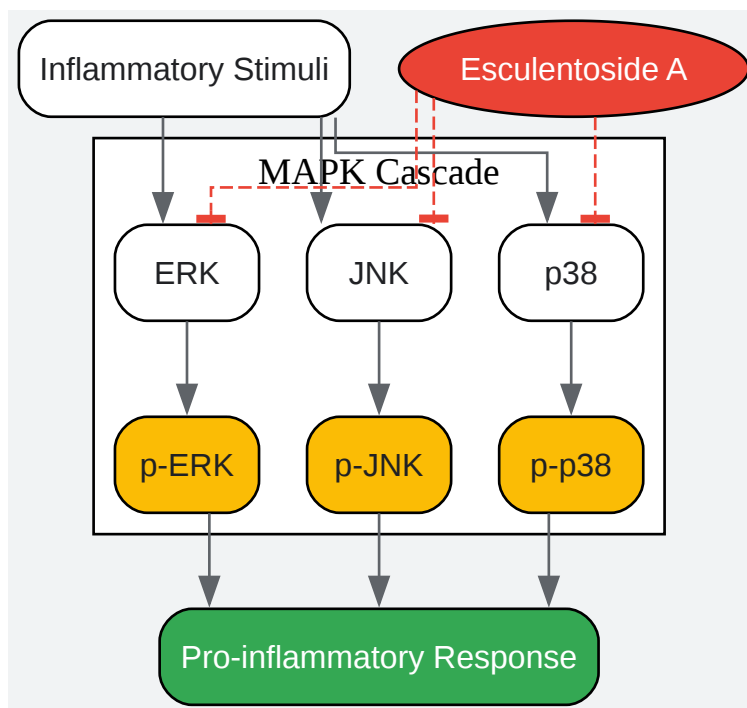 Inflammatory Stimuli
Esculentoside A
MAPK Cascade
ERK
JNK
p38
p-ERK
p-JNK
p-p38
Pro-inflammatory Response